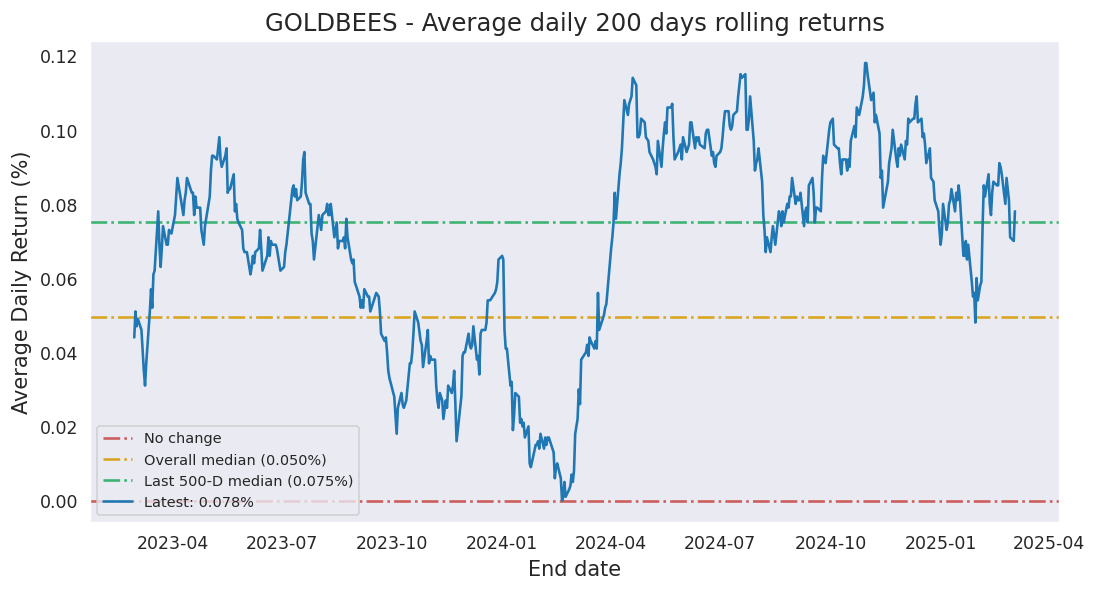 GOLDBEES - Average daily 200 days rolling returns
Average Daily Return (%)
0.12
0.10
0.08
0.06
0.04
0.02
0.00
No change
Overall median (0.050%)
Last 500-D median (0.075%)
Latest: 0.078%
2023-04 2023-07 2023-10 2024-01 2024-04 2024-07 2024-10 2025-01 2025-04
End date